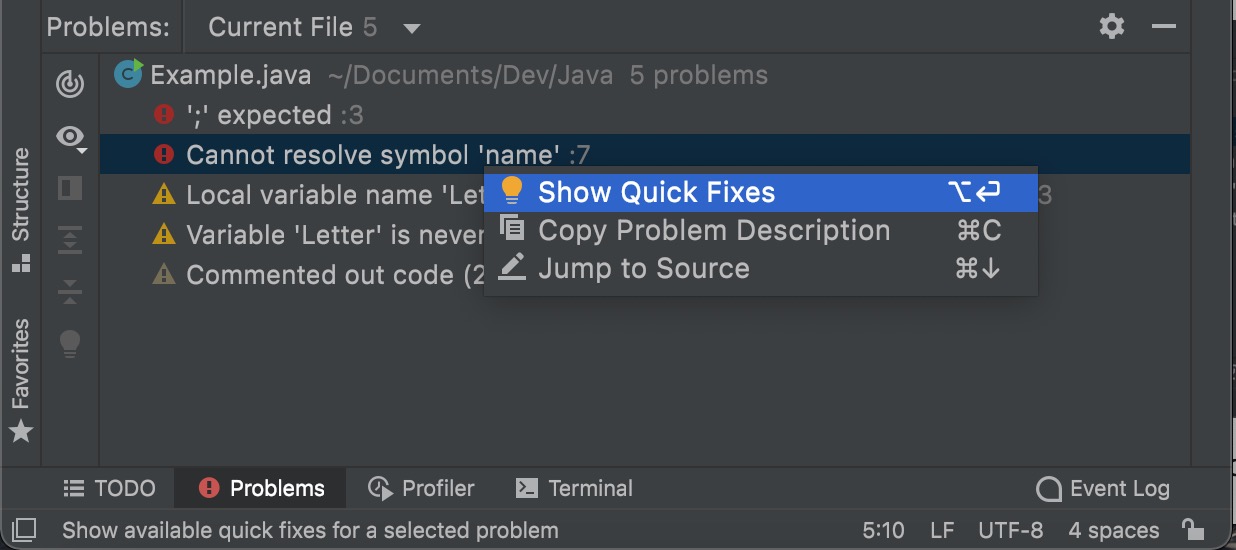 Problems: Current File 5
Example.java ~/Documents/Dev/Java 5 problems
';' expected :3
Cannot resolve symbol 'name' :7
Local variable name 'Let 3
Variable 'Letter' is never
Commented out code (2
Show Quick Fixes ⌥⏎
Copy Problem Description ⌘C
Jump to Source ⌘↓
Structure
Favorites
TODO Problems Profiler Terminal Event Log
Show available quick fixes for a selected problem 5:10 LF UTF-8 4 spaces